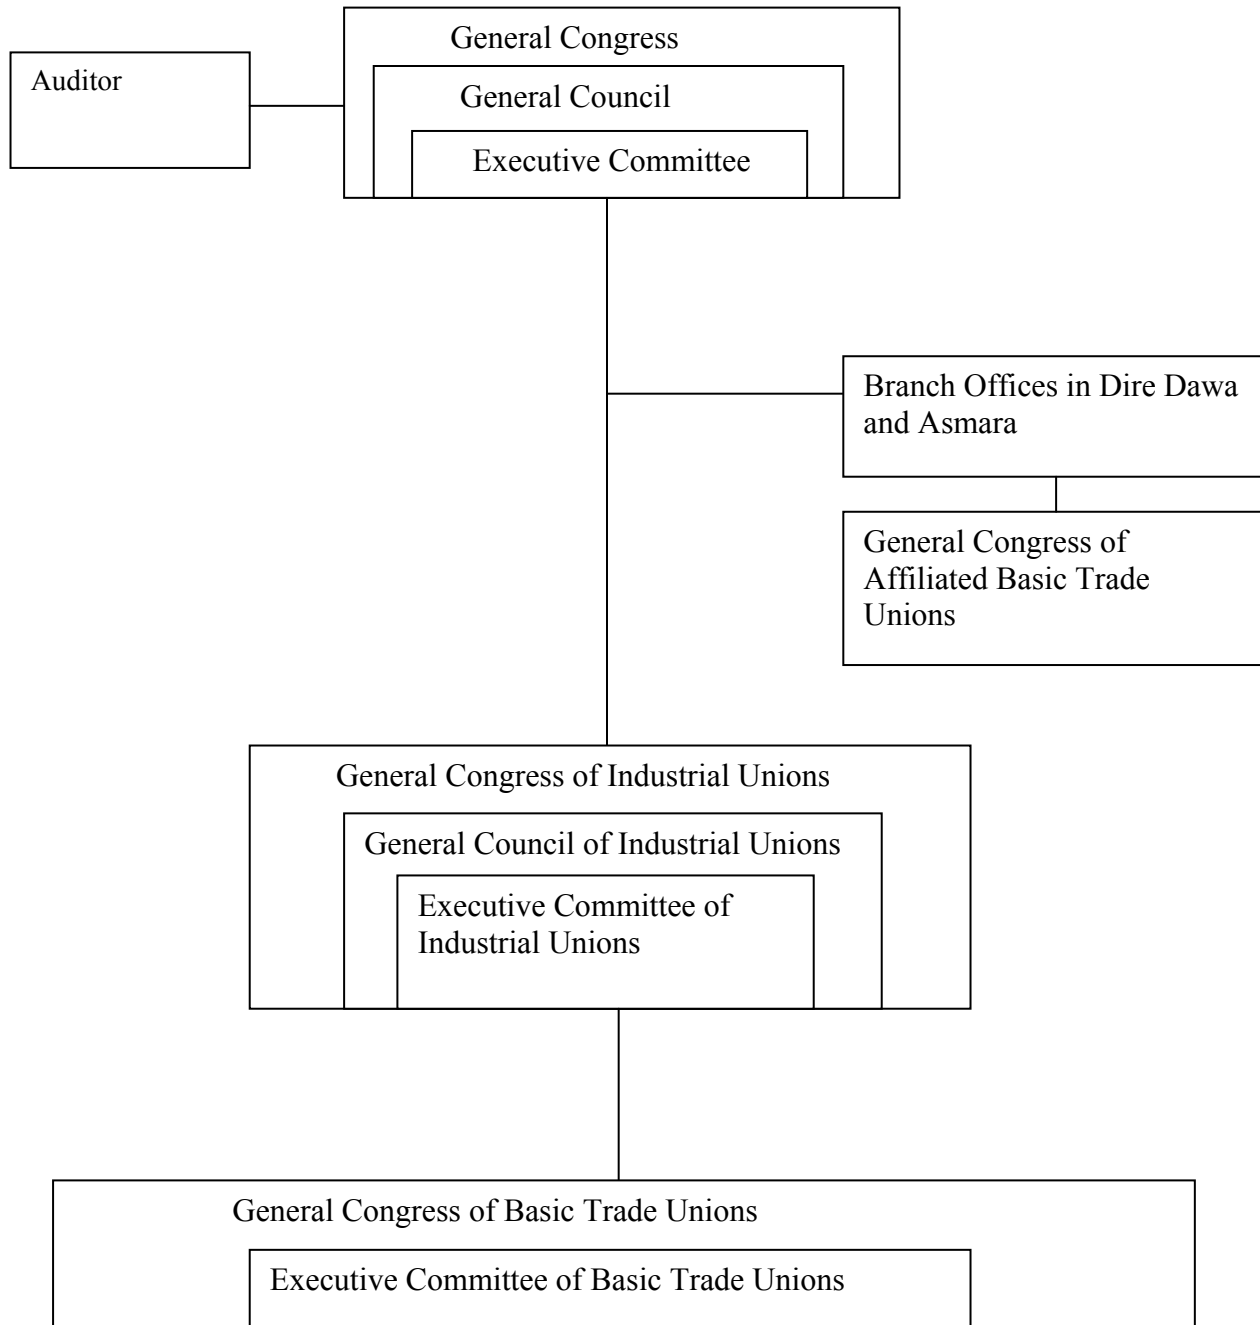 General Congress
Auditor
General Council
Executive Committee
Branch Offices in Dire Dawa
and Asmara
General Congress of
Affiliated Basic Trade
Unions
General Congress of Industrial Unions
General Council of Industrial Unions
Executive Committee of
Industrial Unions
General Congress of Basic Trade Unions
Executive Committee of Basic Trade Unions